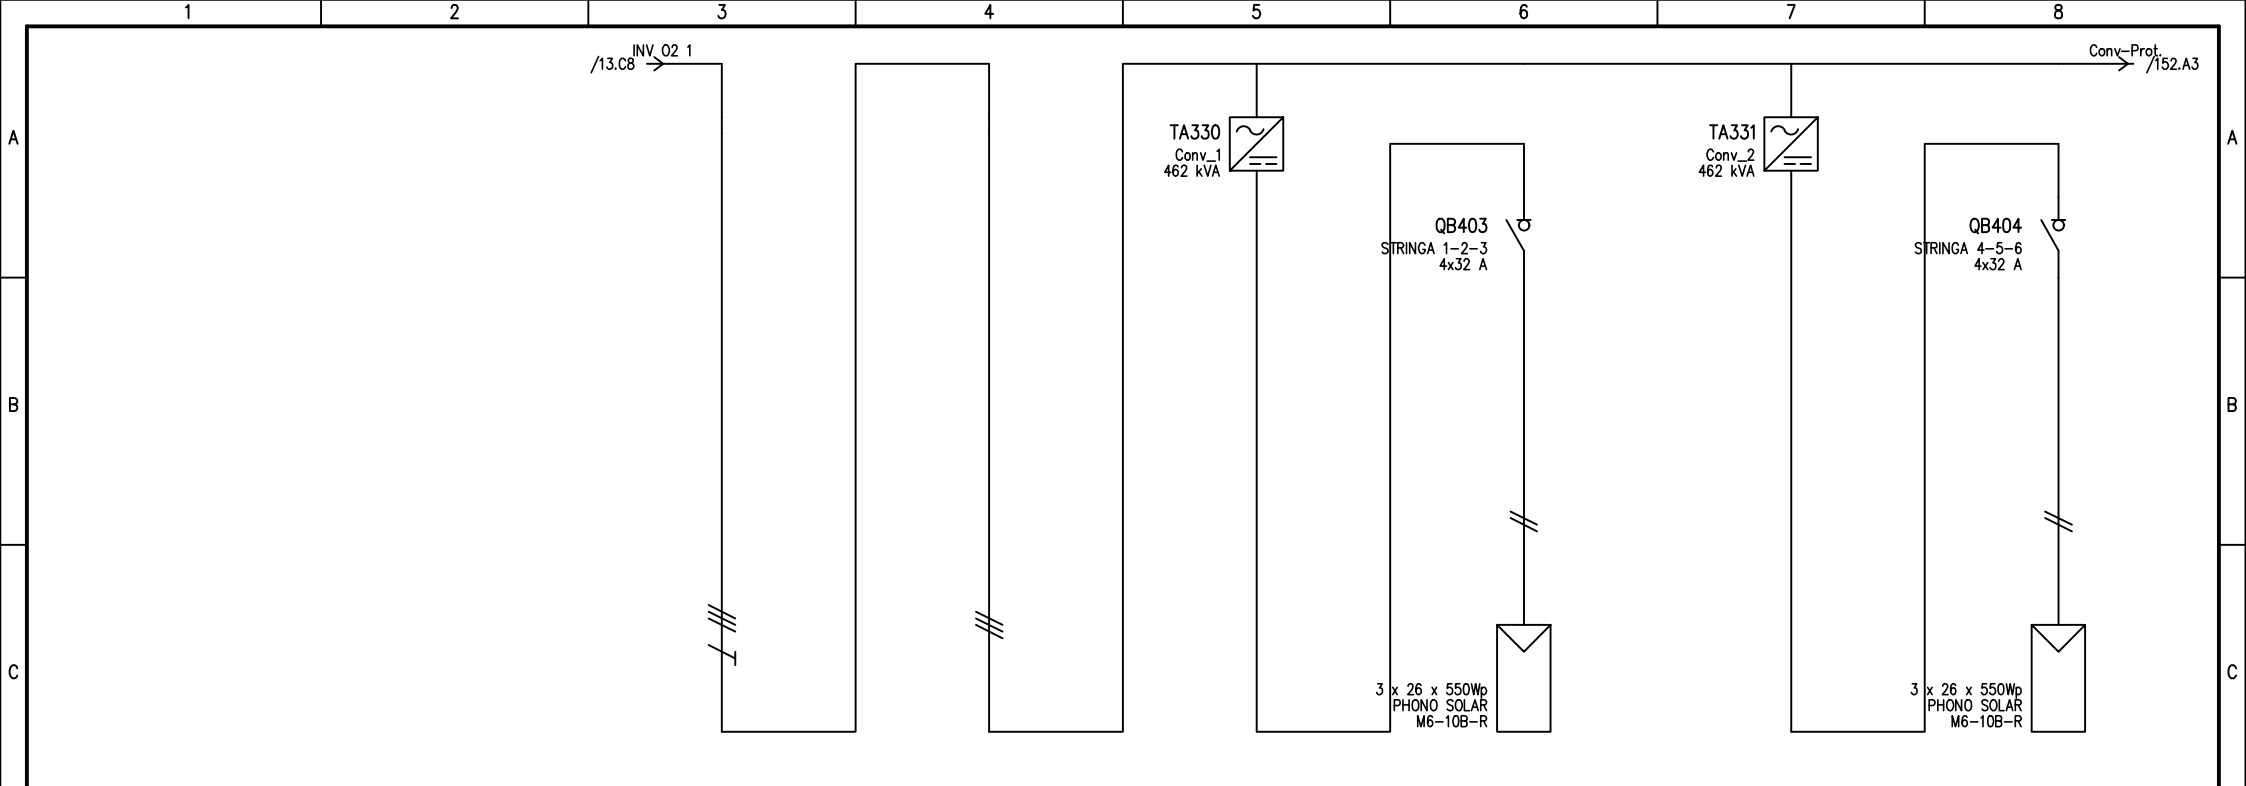 1 2 3 4 5 6 7 8
INV_02 1
/13.C8
Conv-Prot.
/152.A3
A A
TA330
Conv_1
462 kVA
TA331
Conv_2
462 kVA
QB403
STRINGA 1-2-3
4x32 A
QB404
STRINGA 4-5-6
4x32 A
B B
C C
3 x 26 x 550Wp
PHONO SOLAR
M6-10B-R
3 x 26 x 550Wp
PHONO SOLAR
M6-10B-R